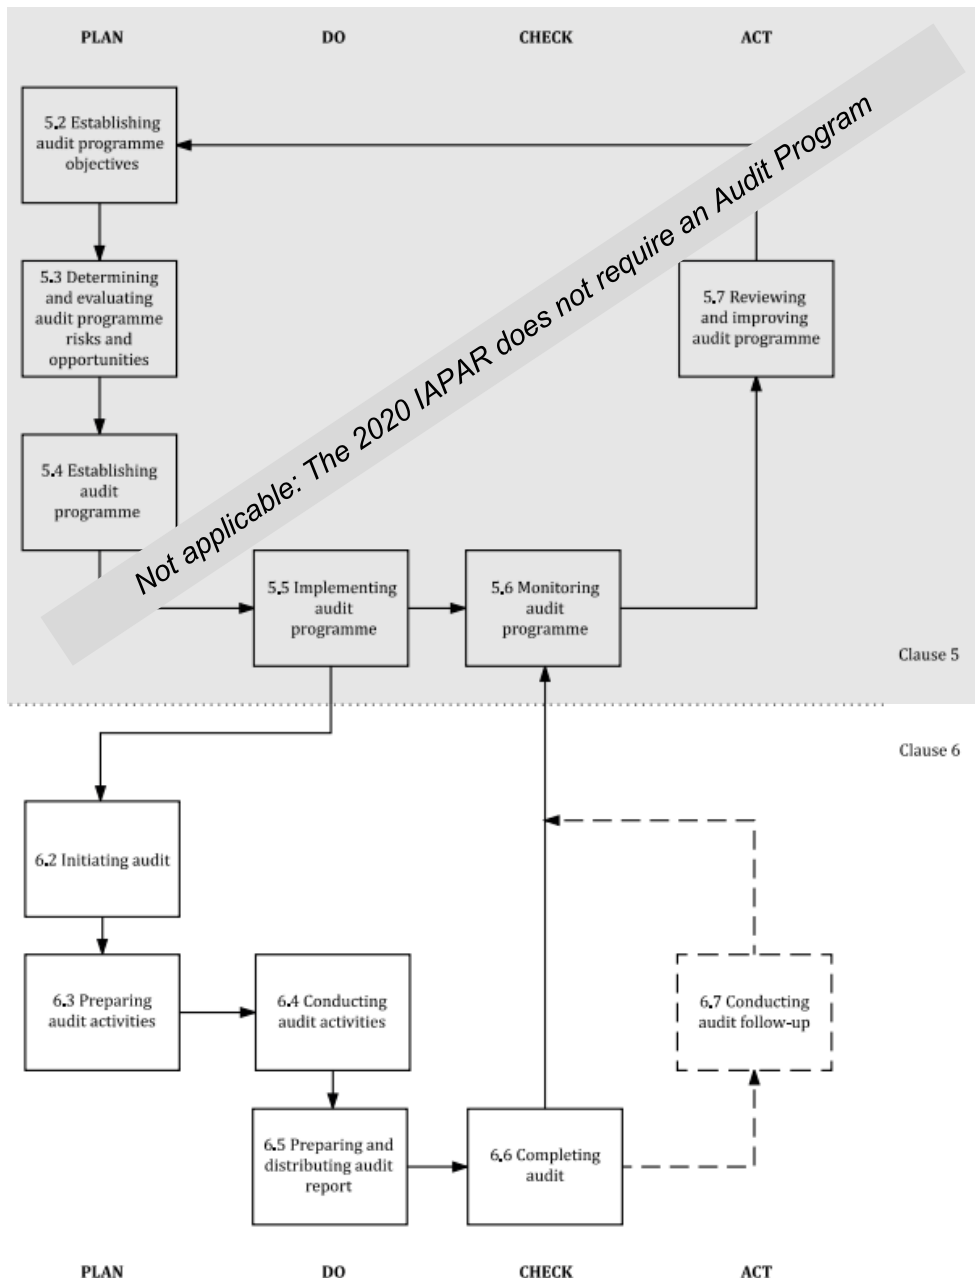 PLAN DO CHECK ACT
5.2 Establishing
audit programme
objectives
5.3 Determining
and evaluating
audit programme
risks and
opportunities
5.4 Establishing
audit
programme
Not applicable: The 2020 IAPAR does not require an Audit Program
5.5 Implementing
audit
programme
5.6 Monitoring
audit
programme
5.7 Reviewing
and improving
audit programme
Clause 5
Clause 6
6.2 Initiating audit
6.3 Preparing
audit activities
6.4 Conducting
audit activities
6.5 Preparing and
distributing audit
report
6.6 Completing
audit
6.7 Conducting
audit follow-up
PLAN DO CHECK ACT